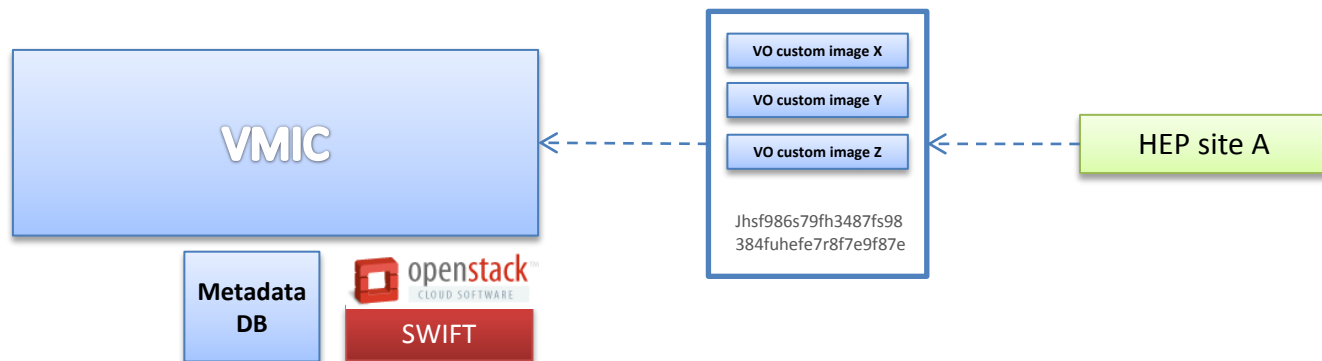 VMIC
Metadata
DB
openstack™
CLOUD SOFTWARE
SWIFT
VO custom image X
VO custom image Y
VO custom image Z
Jhsf986s79fh3487fs98
384fuhefe7r8f7e9f87e
HEP site A